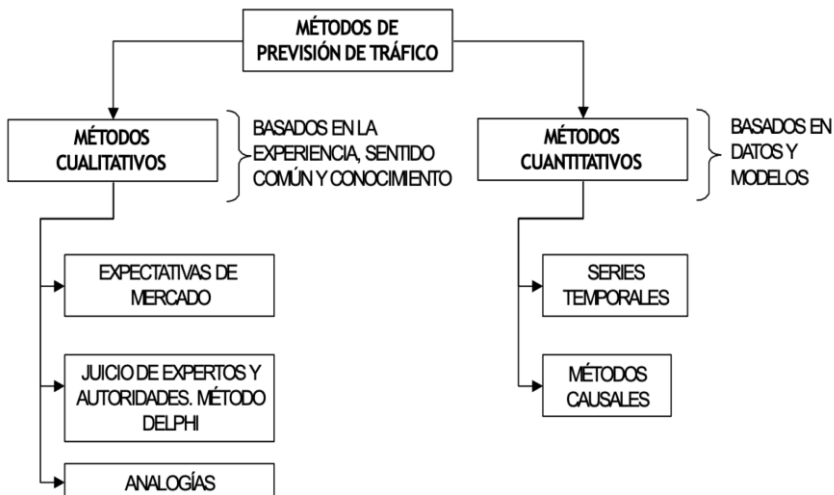 MÉTODOS DE
PREVISIÓN DE TRÁFICO
MÉTODOS
CUALITATIVOS
BASADOS EN LA
EXPERIENCIA, SENTIDO
COMÚN Y CONOCIMIENTO
MÉTODOS
CUANTITATIVOS
BASADOS EN
DATOS Y
MODELOS
EXPECTATIVAS DE
MERCADO
JUICIO DE EXPERTOS Y
AUTORIDADES. MÉTODO
DELPHI
ANALOGÍAS
SERIES
TEMPORALES
MÉTODOS
CAUSALES